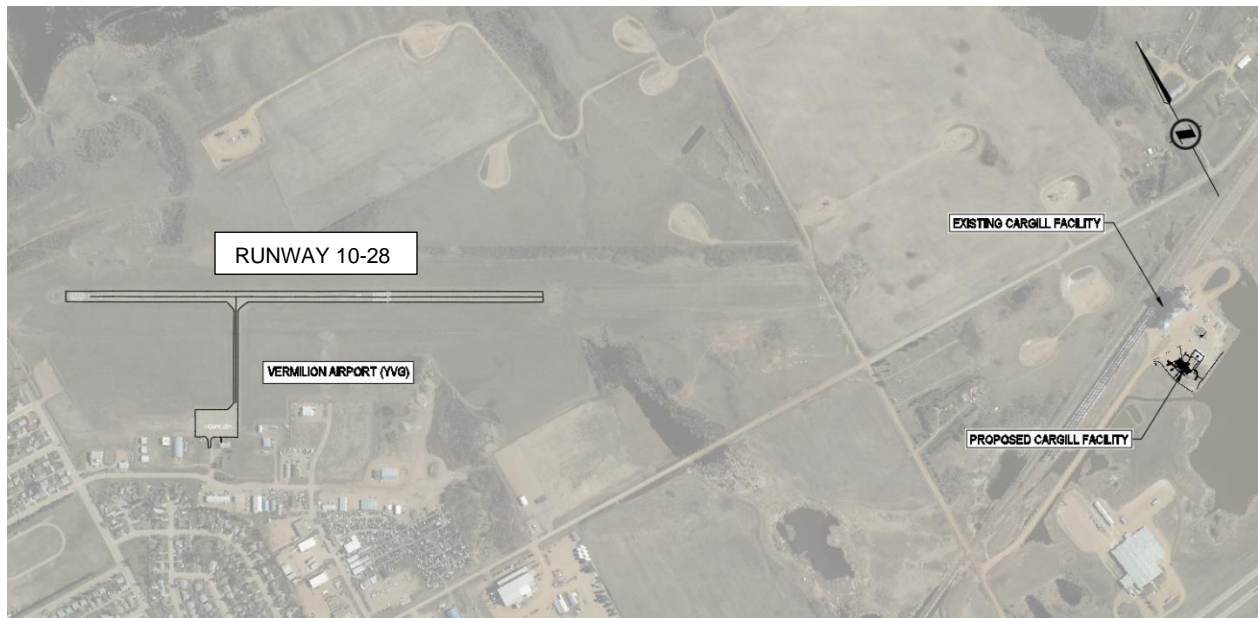 EXISTING CARGILL FACILITY
RUNWAY 10-28
VERMILION AIRPORT (YVG)
PROPOSED CARGILL FACILITY